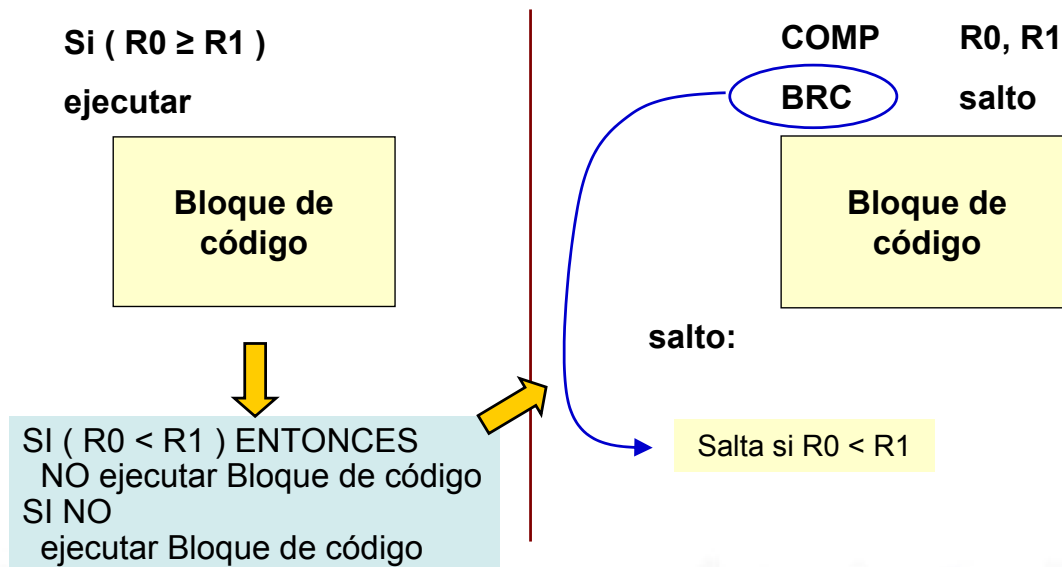 Si ( R0 ≥ R1 )
ejecutar
Bloque de
código
SI ( R0 < R1 ) ENTONCES
NO ejecutar Bloque de código
SI NO
ejecutar Bloque de código
COMP R0, R1
BRC salto
Bloque de
código
salto:
Salta si R0 < R1